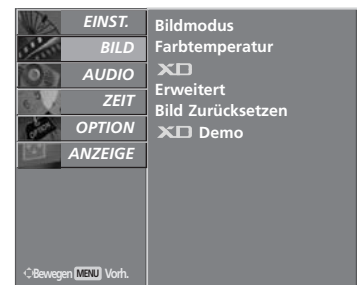 EINST.
BILD
AUDIO
ZEIT
OPTION
ANZEIGE
Bildmodus
Farbtemperatur
XD
Erweitert
Bild Zurücksetzen
XD Demo
Bewegen MENU Vorh.